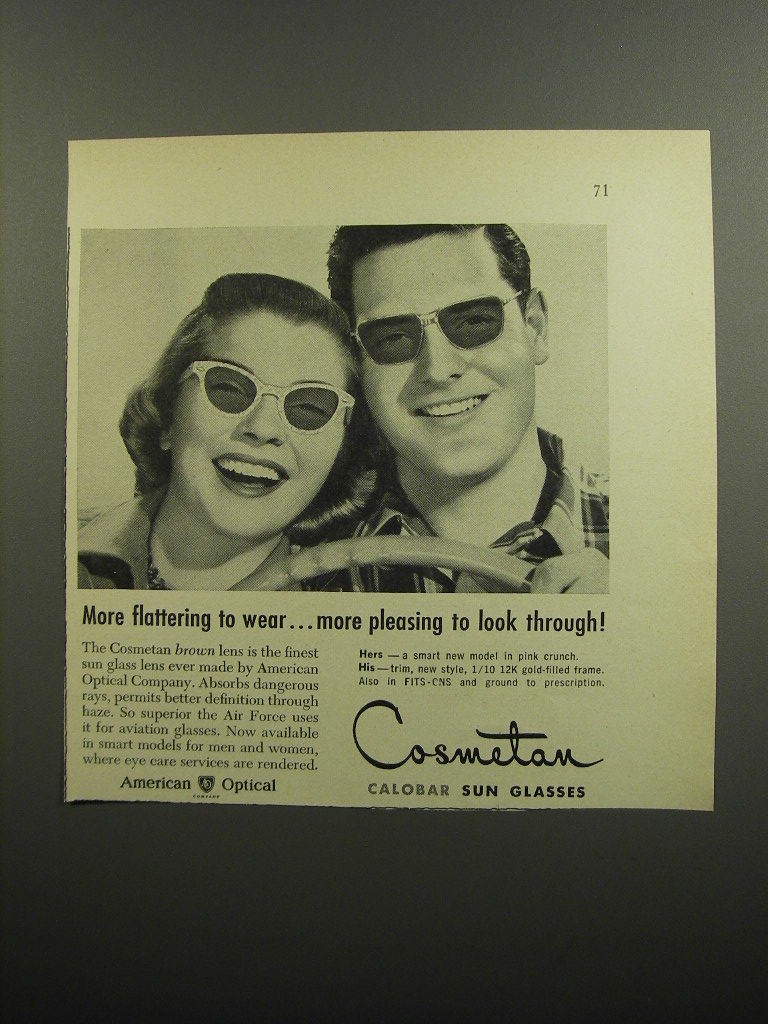 71
More flattering to wear...more pleasing to look through!
The Cosmetan brown lens is the finest
sun glass lens ever made by American
Optical Company. Absorbs dangerous
rays, permits better definition through
haze. So superior the Air Force uses
it for aviation glasses. Now available
in smart models for men and women,
where eye care services are rendered.
American AO Optical
COMPANY
Hers — a smart new model in pink crunch.
His — trim, new style, 1/10 12K gold-filled frame.
Also in FITS-ONS and ground to prescription.
Cosmetan
CALOBAR SUN GLASSES